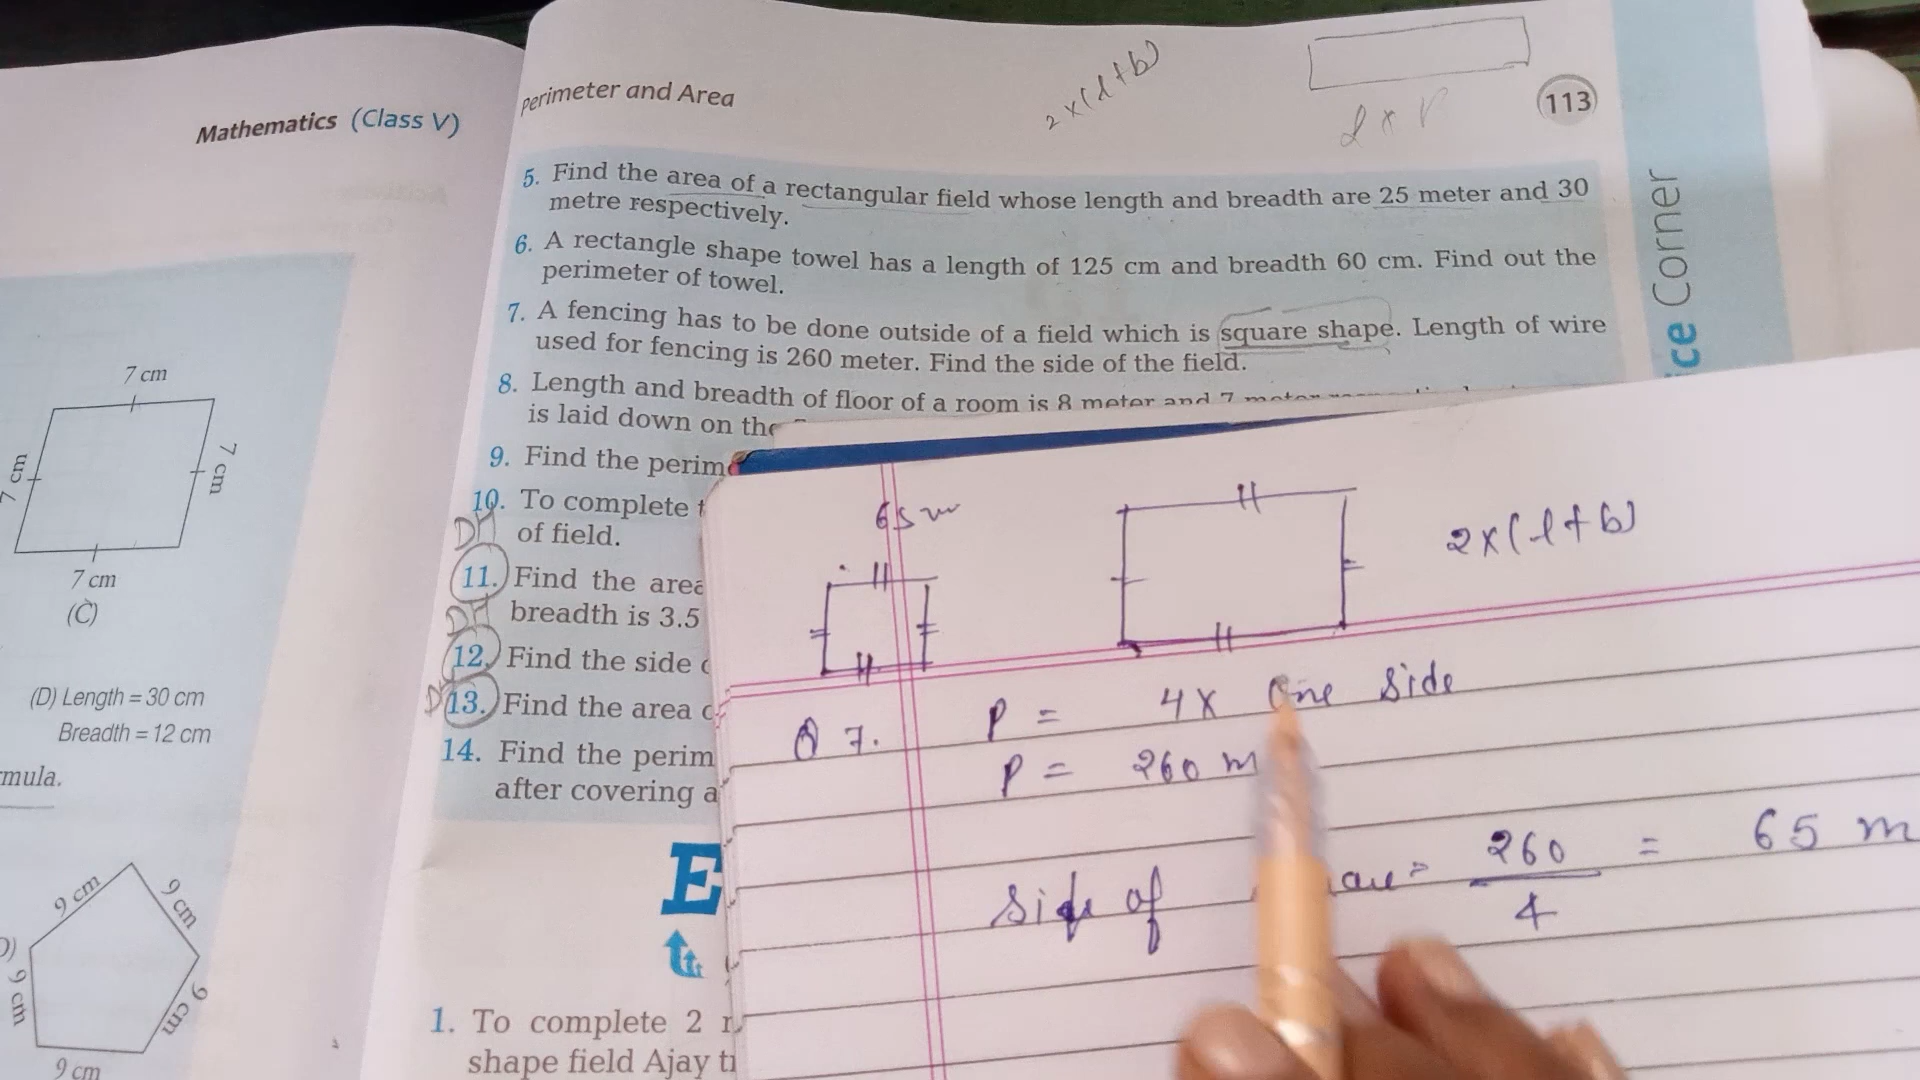 Mathematics (Class V)
7 cm
7 cm
7 cm
7 cm
(C)
(D) Length = 30 cm
Breadth = 12 cm
mula.
9 cm
9 cm
9 cm
9 cm
9 cm
perimeter and Area
2 x (l + b)
113
5. Find the area of a rectangular field whose length and breadth are 25 meter and 30
metre respectively.
6. A rectangle shape towel has a length of 125 cm and breadth 60 cm. Find out the
perimeter of towel.
7. A fencing has to be done outside of a field which is square shape. Length of wire
used for fencing is 260 meter. Find the side of the field.
8. Length and breadth of floor of a room is 8 meter and 7
is laid down on the
9. Find the perim
10. To complete
of field.
DH
11. Find the area
breadth is 3.5
DH
12. Find the side
13. Find the area
14. Find the perim
after covering a
E
1. To complete 2
shape field Ajay
ce Corner
65 m
2 x (l + b)
Q 7. P = 4 x One Side
P = 260 m
Side of = 260 / 4 = 65 m